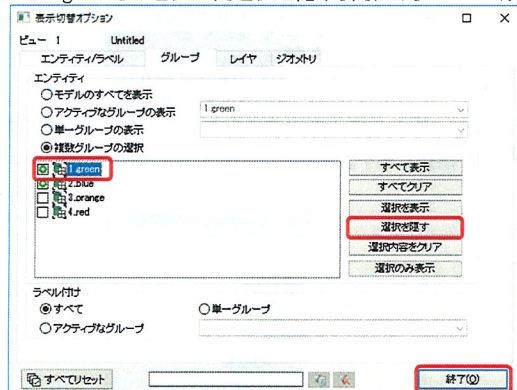 表示切替オプション
ビュー 1 Untitled
エンティティ/ラベル グループ レイヤ ジオメトリ
エンティティ
モデルのすべてを表示
アクティブなグループの表示 1.green
単一グループの表示
複数グループの選択
1.green すべて表示
2.blue すべてクリア
3.orange 選択を表示
4.red 選択を隠す
選択内容をクリア
選択のみ表示
ラベル付け
すべて 単一グループ
アクティブなグループ
すべてリセット 終了(O)